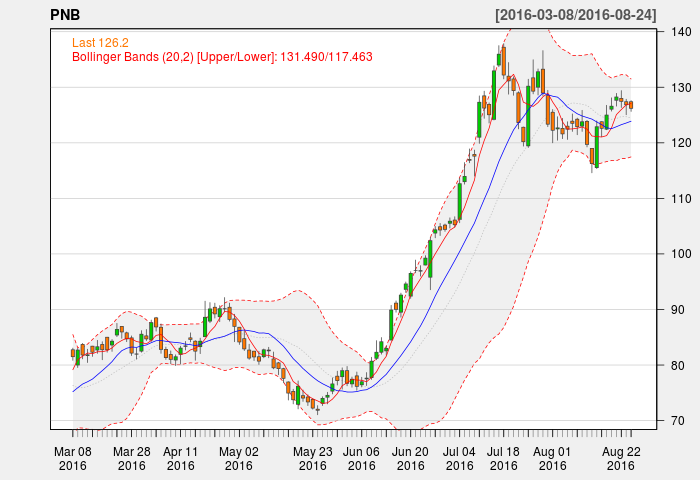 PNB [2016-03-08/2016-08-24]
Last 126.2
Bollinger Bands (20,2) [Upper/Lower]: 131.490/117.463
140
130
120
110
100
90
80
70
Mar 08 2016
Mar 28 2016
Apr 11 2016
May 02 2016
May 23 2016
Jun 06 2016
Jun 20 2016
Jul 04 2016
Jul 18 2016
Aug 01 2016
Aug 22 2016